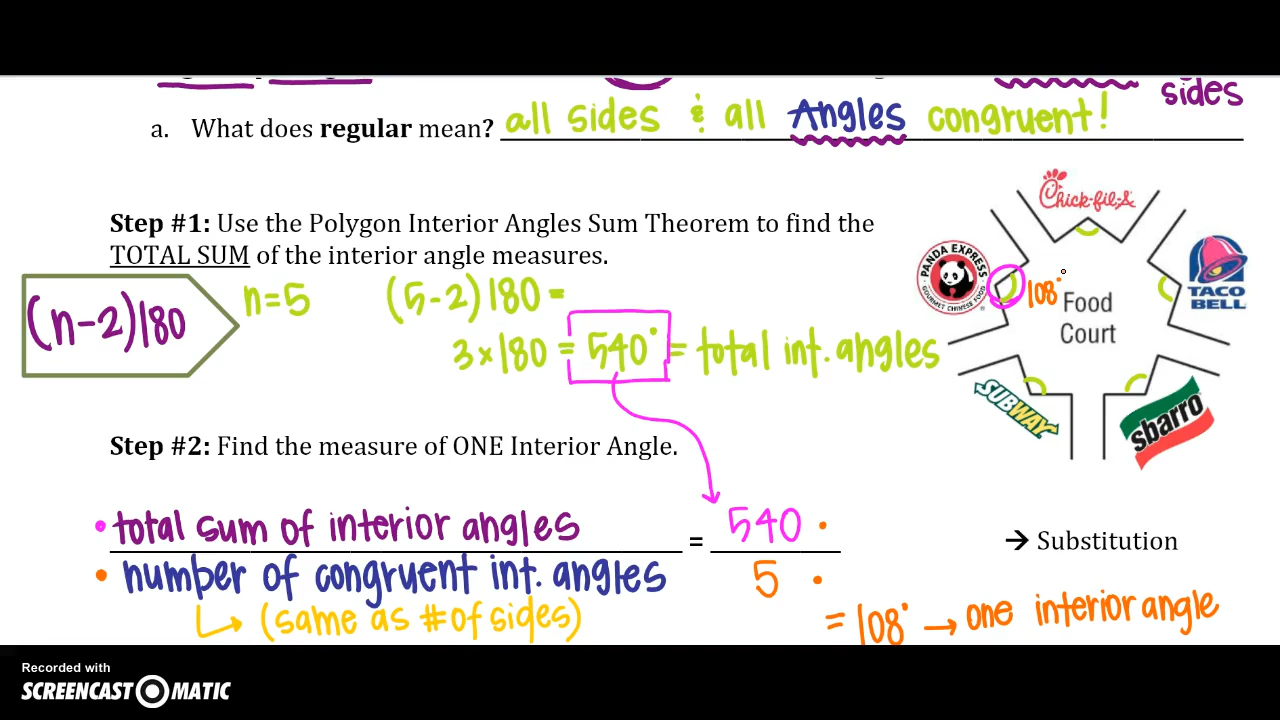 sides
a. What does regular mean? all sides & all Angles congruent!
Step #1: Use the Polygon Interior Angles Sum Theorem to find the
TOTAL SUM of the interior angle measures.
(n-2)180
n=5
(5-2)180 =
3×180 = 540° = total int. angles
Chick-fil-A
PANDA EXPRESS
GOURMET CHINESE FOOD
TACO
BELL
108°
Food
Court
SUBWAY
sbarro
Step #2: Find the measure of ONE Interior Angle.
• total sum of interior angles = 540 •
→ Substitution
• number of congruent int. angles 5 •
(same as # of sides)
= 108° → one interior angle
Recorded with
SCREENCAST-O-MATIC